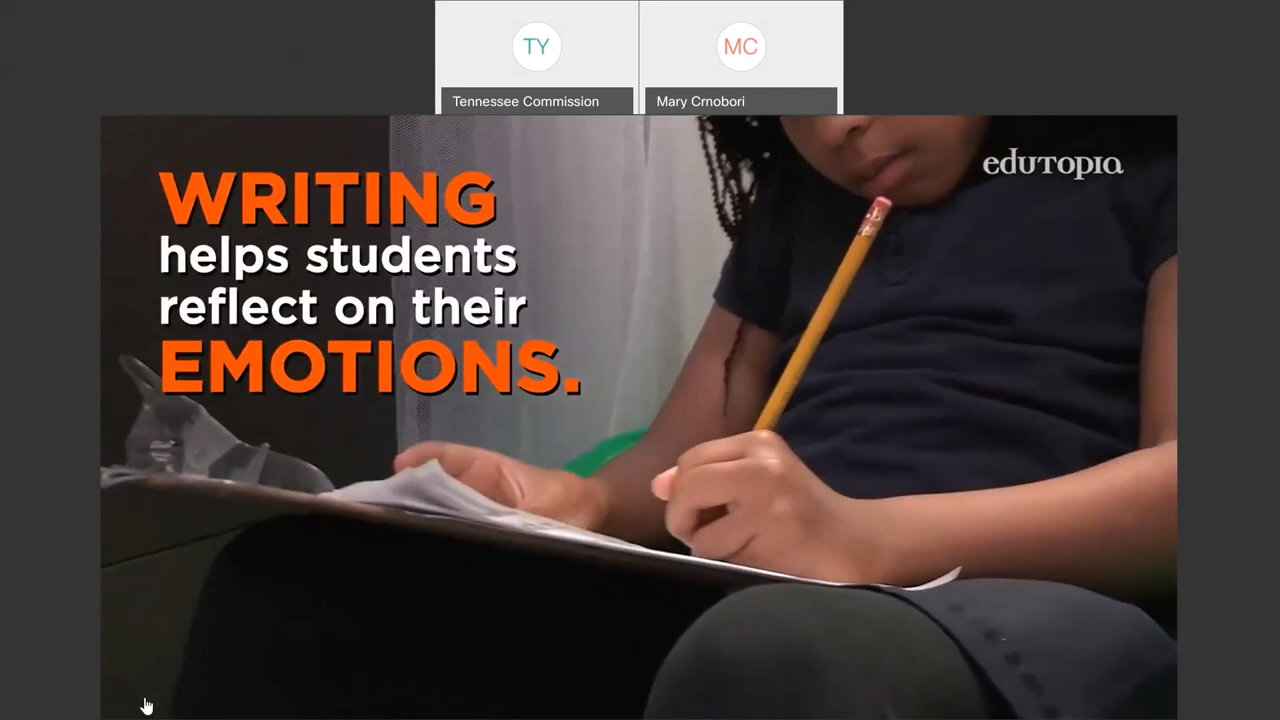 TY
MC
Tennessee Commission
Mary Crnobori
WRITING
helps students
reflect on their
EMOTIONS.
edUTOPIA